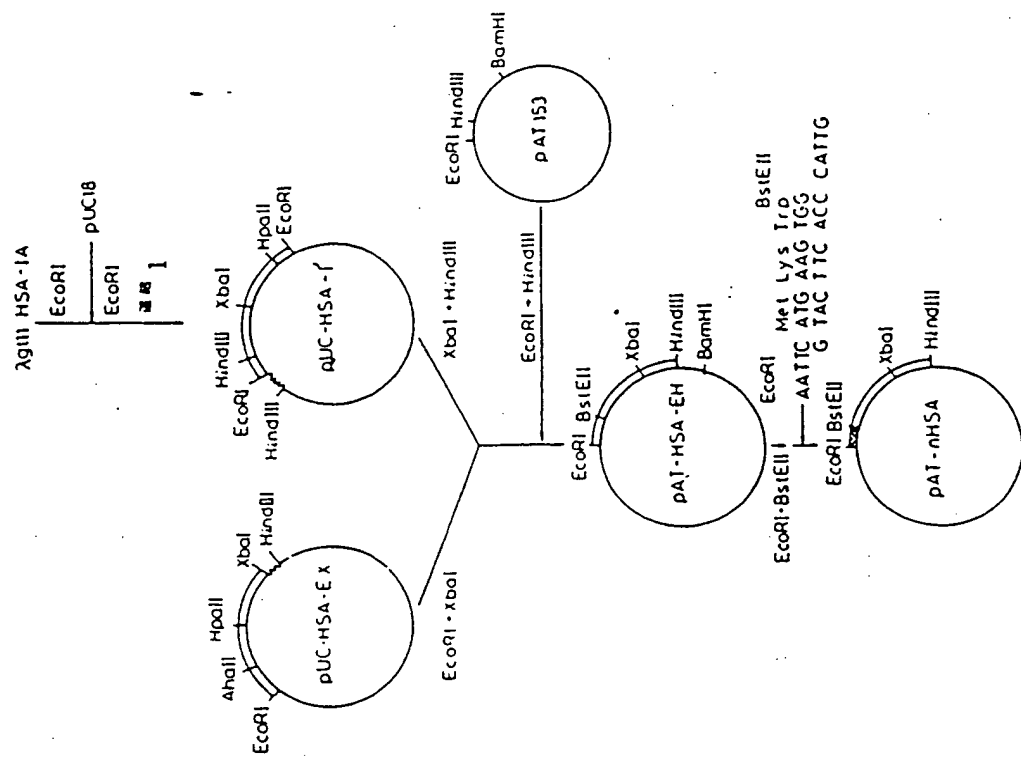 λgt11 HSA-1A
EcoRI
pUC18
EcoRI
連結
1
HindIII
XbaI
HpaII
EcoRI
EcoRI
HindIII
pUC-HSA-I
AhaII
HpaII
XbaI
HindIII
EcoRI
pUC-HSA-EX
EcoRI HindIII
BamHI
pAT153
EcoRI + XbaI
XbaI + HindIII
EcoRI + HindIII
EcoRI
BstEII
XbaI
HindIII
BamHI
pAT-HSA-EH
EcoRI + BstEII
EcoRI
BstEII
Met Lys Trp
AATTC ATG AAG TGG
G TAC TTC ACC CATTG
EcoRI BstEII
XbaI
HindIII
pAT-nHSA